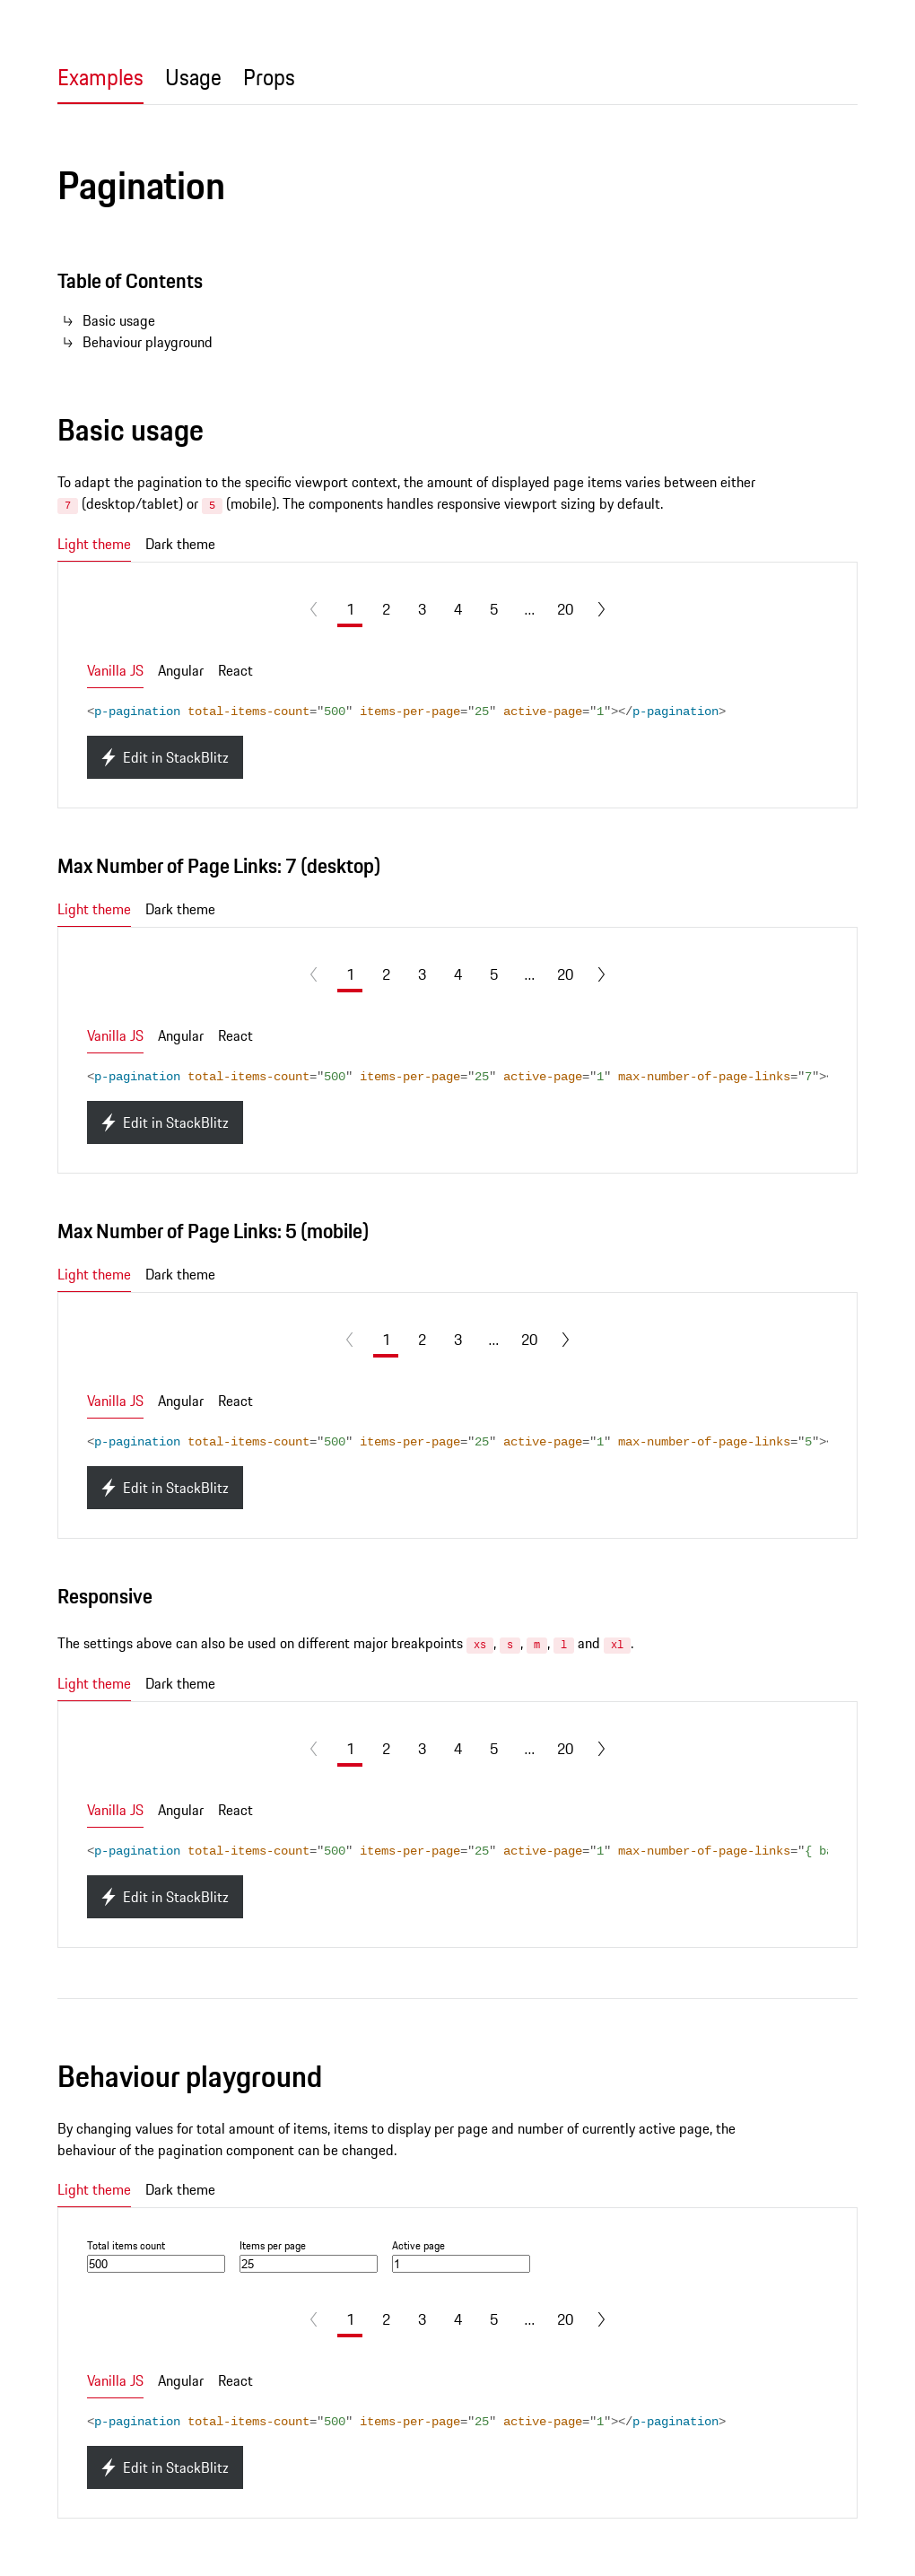 Examples Usage Props
Pagination
Table of Contents
↳ Basic usage
↳ Behaviour playground
Basic usage
To adapt the pagination to the specific viewport context, the amount of displayed page items varies between either
7 (desktop/tablet) or 5 (mobile). The components handles responsive viewport sizing by default.
Light theme Dark theme
1 2 3 4 5 ... 20
Vanilla JS Angular React
<p-pagination total-items-count="500" items-per-page="25" active-page="1"></p-pagination>
Edit in StackBlitz
Max Number of Page Links: 7 (desktop)
Light theme Dark theme
1 2 3 4 5 ... 20
Vanilla JS Angular React
<p-pagination total-items-count="500" items-per-page="25" active-page="1" max-number-of-page-links="7"><
Edit in StackBlitz
Max Number of Page Links: 5 (mobile)
Light theme Dark theme
1 2 3 ... 20
Vanilla JS Angular React
<p-pagination total-items-count="500" items-per-page="25" active-page="1" max-number-of-page-links="5"><
Edit in StackBlitz
Responsive
The settings above can also be used on different major breakpoints xs, s, m, l and xl.
Light theme Dark theme
1 2 3 4 5 ... 20
Vanilla JS Angular React
<p-pagination total-items-count="500" items-per-page="25" active-page="1" max-number-of-page-links="{ ba
Edit in StackBlitz
Behaviour playground
By changing values for total amount of items, items to display per page and number of currently active page, the
behaviour of the pagination component can be changed.
Light theme Dark theme
Total items count Items per page Active page
500 25 1
1 2 3 4 5 ... 20
Vanilla JS Angular React
<p-pagination total-items-count="500" items-per-page="25" active-page="1"></p-pagination>
Edit in StackBlitz